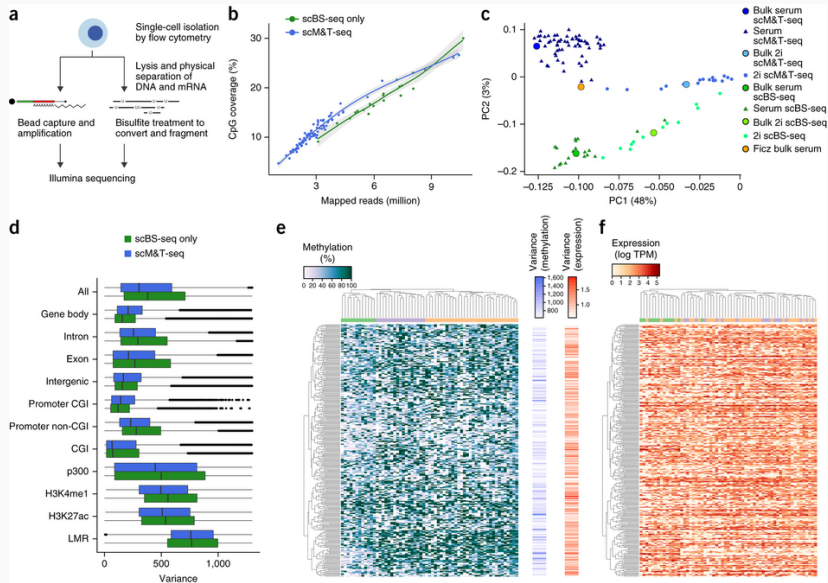 a
Single-cell isolation
by flow cytometry
Lysis and physical
separation of
DNA and mRNA
Bead capture and
amplification
Bisulfite treatment to
convert and fragment
Illumina sequencing
b
scBS-seq only
scM&T-seq
CpG coverage (%)
30
20
10
3
6
9
Mapped reads (million)
c
PC2 (3%)
0.1
0
−0.1
−0.2
−0.125
−0.100
−0.075
−0.050
−0.025
0
PC1 (48%)
Bulk serum
scM&T-seq
Serum
scM&T-seq
Bulk 2i
scM&T-seq
2i scM&T-seq
Bulk serum
scBS-seq
Serum scBS-seq
Bulk 2i scBS-seq
2i scBS-seq
Ficz bulk serum
d
scBS-seq only
scM&T-seq
All
Gene body
Intron
Exon
Intergenic
Promoter CGI
Promoter non-CGI
CGI
p300
H3K4me1
H3K27ac
LMR
0
500
1000
Variance
e
Methylation
(%)
0 20 40 60 80 100
Variance
(methylation)
1,600
1,400
1,200
1,000
800
600
Variance
(expression)
1.5
1.0
f
Expression
(log TPM)
0 1 2 3 4 5